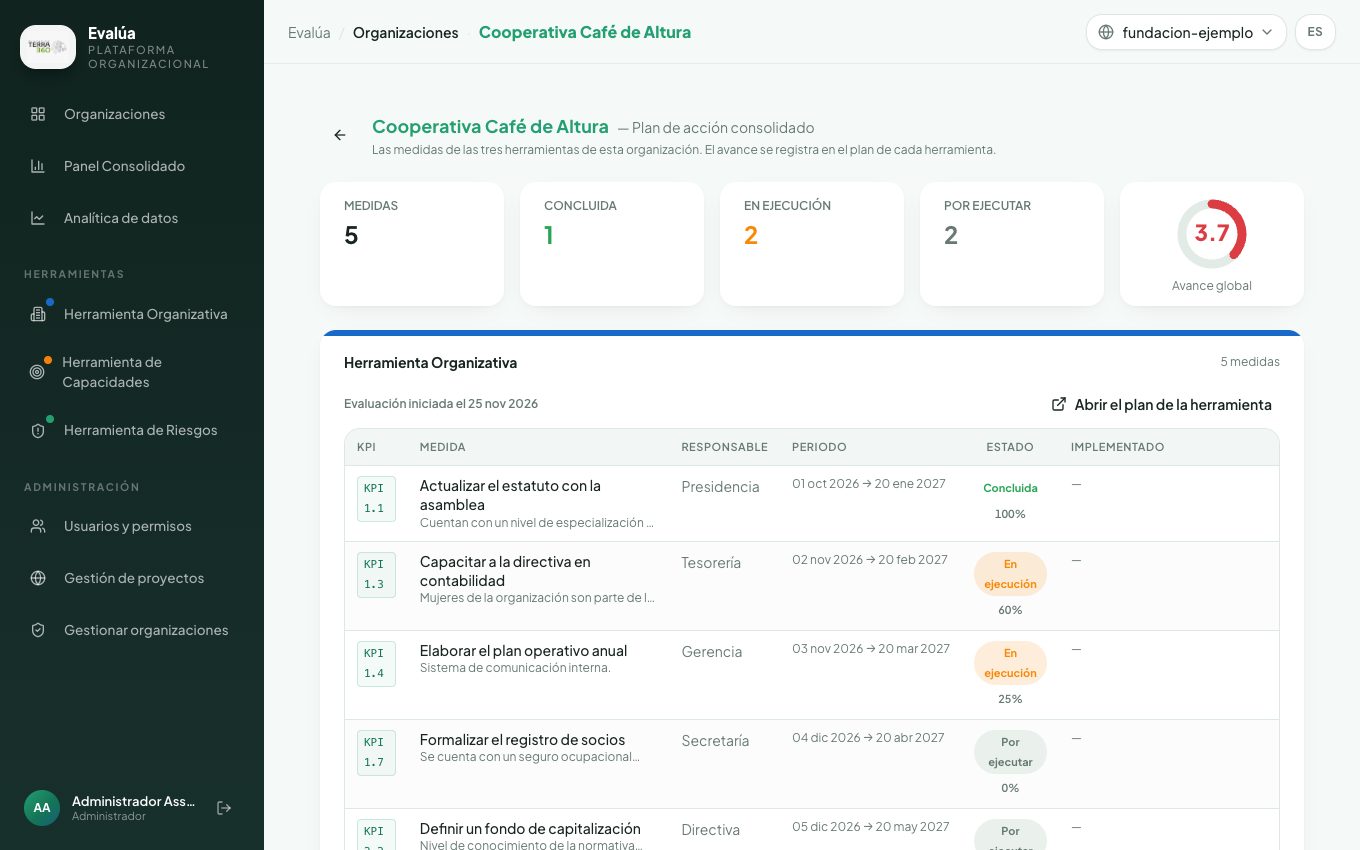 Evalúa
PLATAFORMA
ORGANIZACIONAL
TERRA
360
Organizaciones
Panel Consolidado
Analítica de datos
HERRAMIENTAS
Herramienta Organizativa
Herramienta de
Capacidades
Herramienta de Riesgos
ADMINISTRACIÓN
Usuarios y permisos
Gestión de proyectos
Gestionar organizaciones
AA
Administrador Ass…
Administrador
Evalúa / Organizaciones · Cooperativa Café de Altura
fundacion-ejemplo
ES
Cooperativa Café de Altura — Plan de acción consolidado
Las medidas de las tres herramientas de esta organización. El avance se registra en el plan de cada herramienta.
MEDIDAS
5
CONCLUIDA
1
EN EJECUCIÓN
2
POR EJECUTAR
2
3.7
Avance global
Herramienta Organizativa
5 medidas
Evaluación iniciada el 25 nov 2026
Abrir el plan de la herramienta
KPI MEDIDA RESPONSABLE PERIODO ESTADO IMPLEMENTADO
KPI
1.1
Actualizar el estatuto con la
asamblea
Cuentan con un nivel de especialización …
Presidencia
01 oct 2026 → 20 ene 2027
Concluida
100%
—
KPI
1.3
Capacitar a la directiva en
contabilidad
Mujeres de la organización son parte de l…
Tesorería
02 nov 2026 → 20 feb 2027
En
ejecución
60%
—
KPI
1.4
Elaborar el plan operativo anual
Sistema de comunicación interna.
Gerencia
03 nov 2026 → 20 mar 2027
En
ejecución
25%
—
KPI
1.7
Formalizar el registro de socios
Se cuenta con un seguro ocupacional…
Secretaría
04 dic 2026 → 20 abr 2027
Por
ejecutar
0%
—
KPI
Definir un fondo de capitalización
Nivel de conocimiento de la normativa…
Directiva
05 dic 2026 → 20 may 2027
Por
ejecutar
—